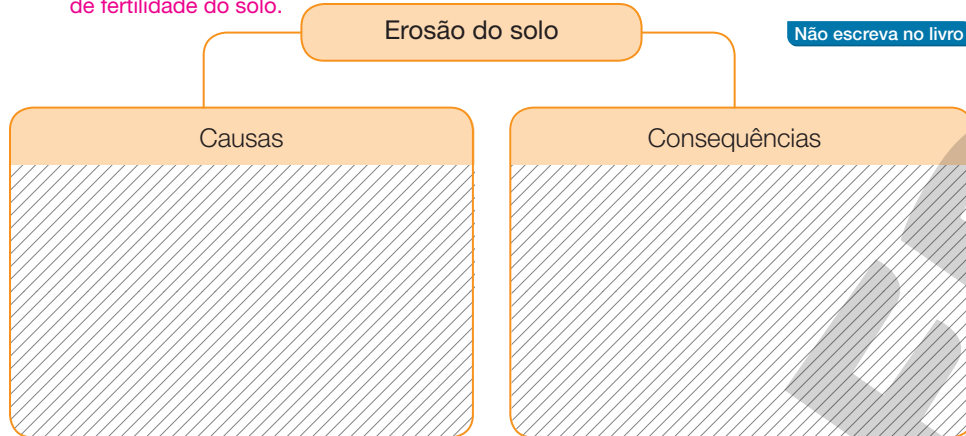 de fertilidade do solo.
Erosão do solo
Não escreva no livro
Causas
Consequências